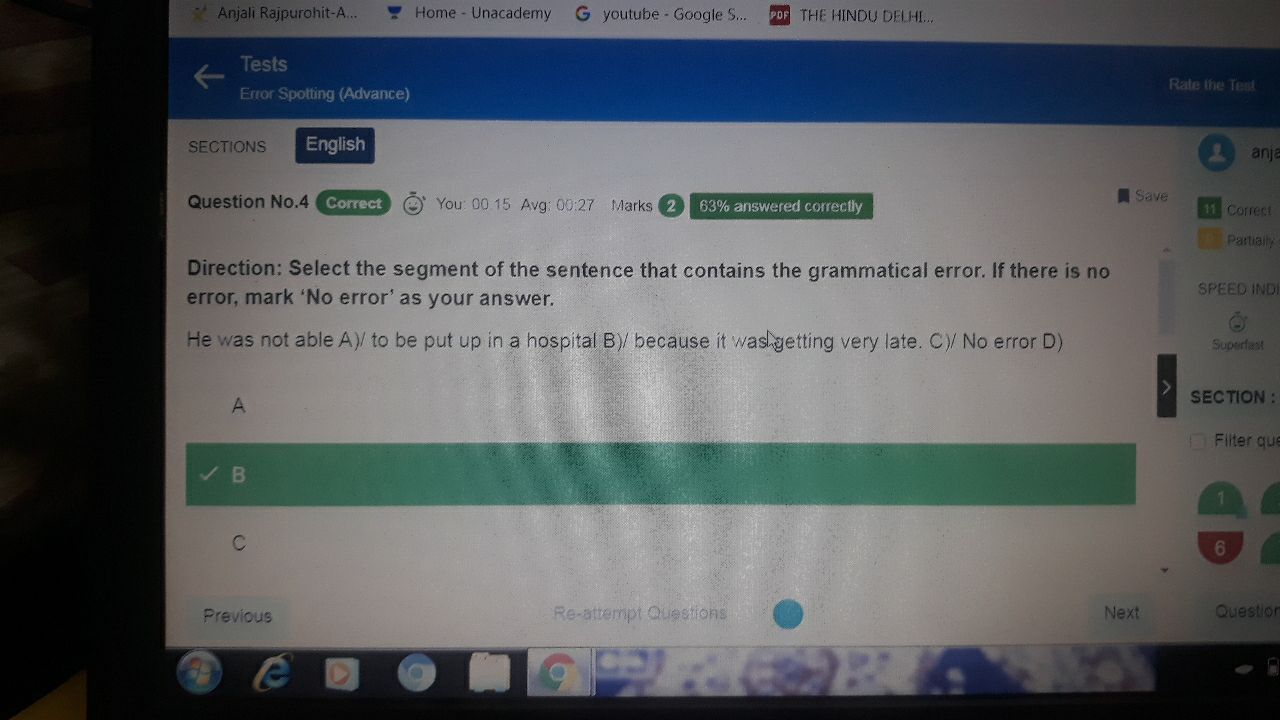 Anjali Rajpurohit-A... Home - Unacademy youtube - Google S... PDF THE HINDU DELHI...
Tests
Error Spotting (Advance)
Rate the Test
SECTIONS English
anja
Question No.4 Correct You: 00:15 Avg: 00:27 Marks 2 63% answered correctly
Save
11 Correct
Partially
Direction: Select the segment of the sentence that contains the grammatical error. If there is no
error, mark ‘No error’ as your answer.
SPEED INDI
He was not able A)/ to be put up in a hospital B)/ because it was getting very late. C)/ No error D)
Superfast
A
SECTION :
Filter que
B
1
C
6
Previous Re-attempt Questions Next Question